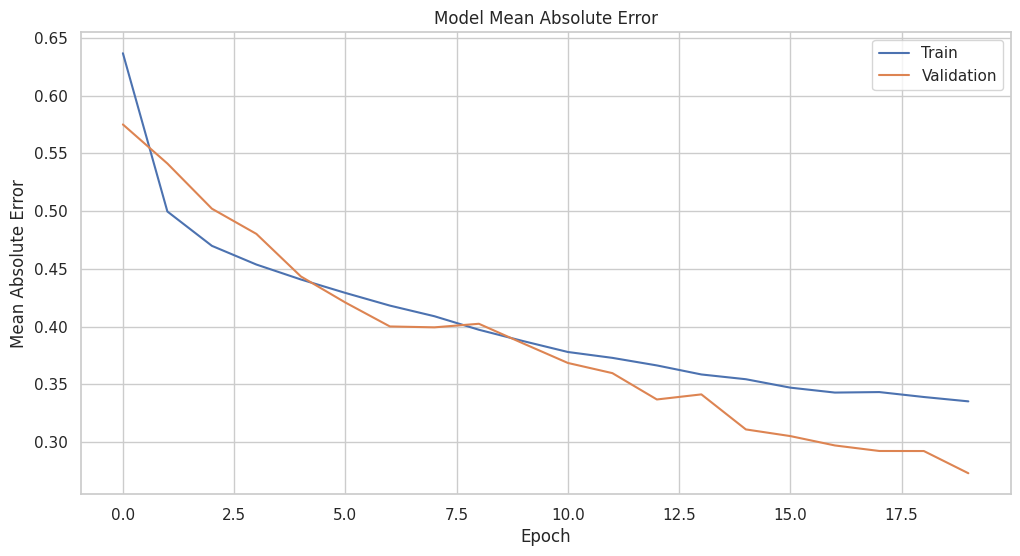 Model Mean Absolute Error
Train
Validation
Mean Absolute Error
0.65
0.60
0.55
0.50
0.45
0.40
0.35
0.30
0.0 2.5 5.0 7.5 10.0 12.5 15.0 17.5
Epoch